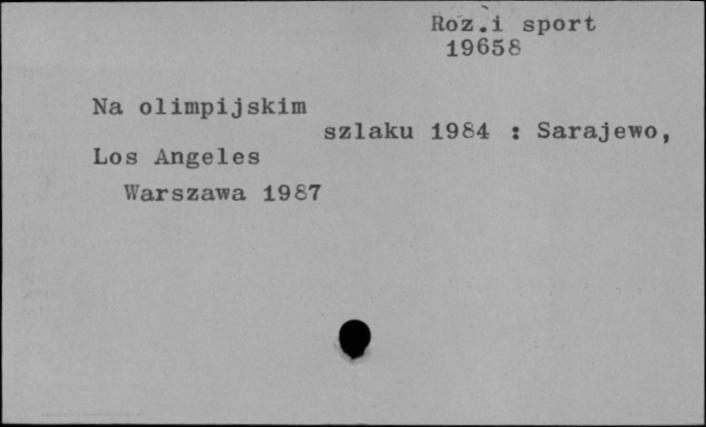 Roz.i sport
19658
Na olimpijskim
szlaku 1984 : Sarajewo,
Los Angeles
Warszawa 1987